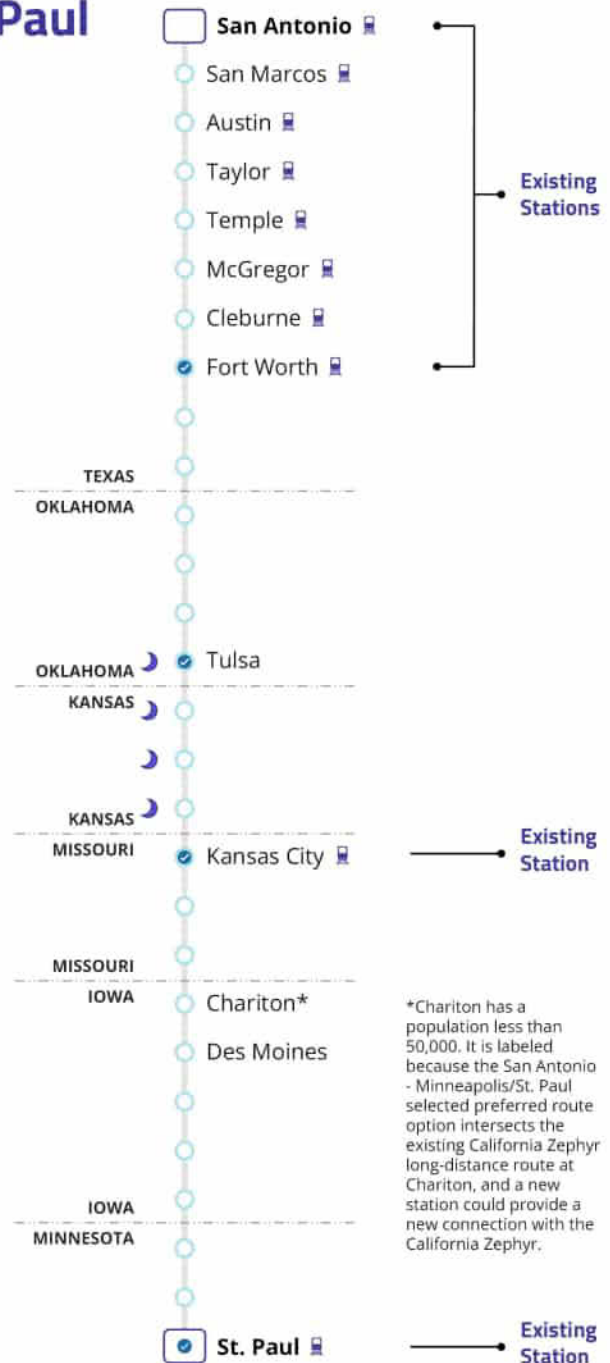 Paul
San Antonio
San Marcos
Austin
Taylor
Existing
Stations
Temple
McGregor
Cleburne
Fort Worth
TEXAS
OKLAHOMA
Tulsa
OKLAHOMA
KANSAS
KANSAS
MISSOURI
Kansas City
Existing
Station
MISSOURI
IOWA
Chariton*
Des Moines
*Chariton has a
population less than
50,000. It is labeled
because the San Antonio
- Minneapolis/St. Paul
selected preferred route
option intersects the
existing California Zephyr
long-distance route at
Chariton, and a new
station could provide a
new connection with the
California Zephyr.
IOWA
MINNESOTA
St. Paul
Existing
Station